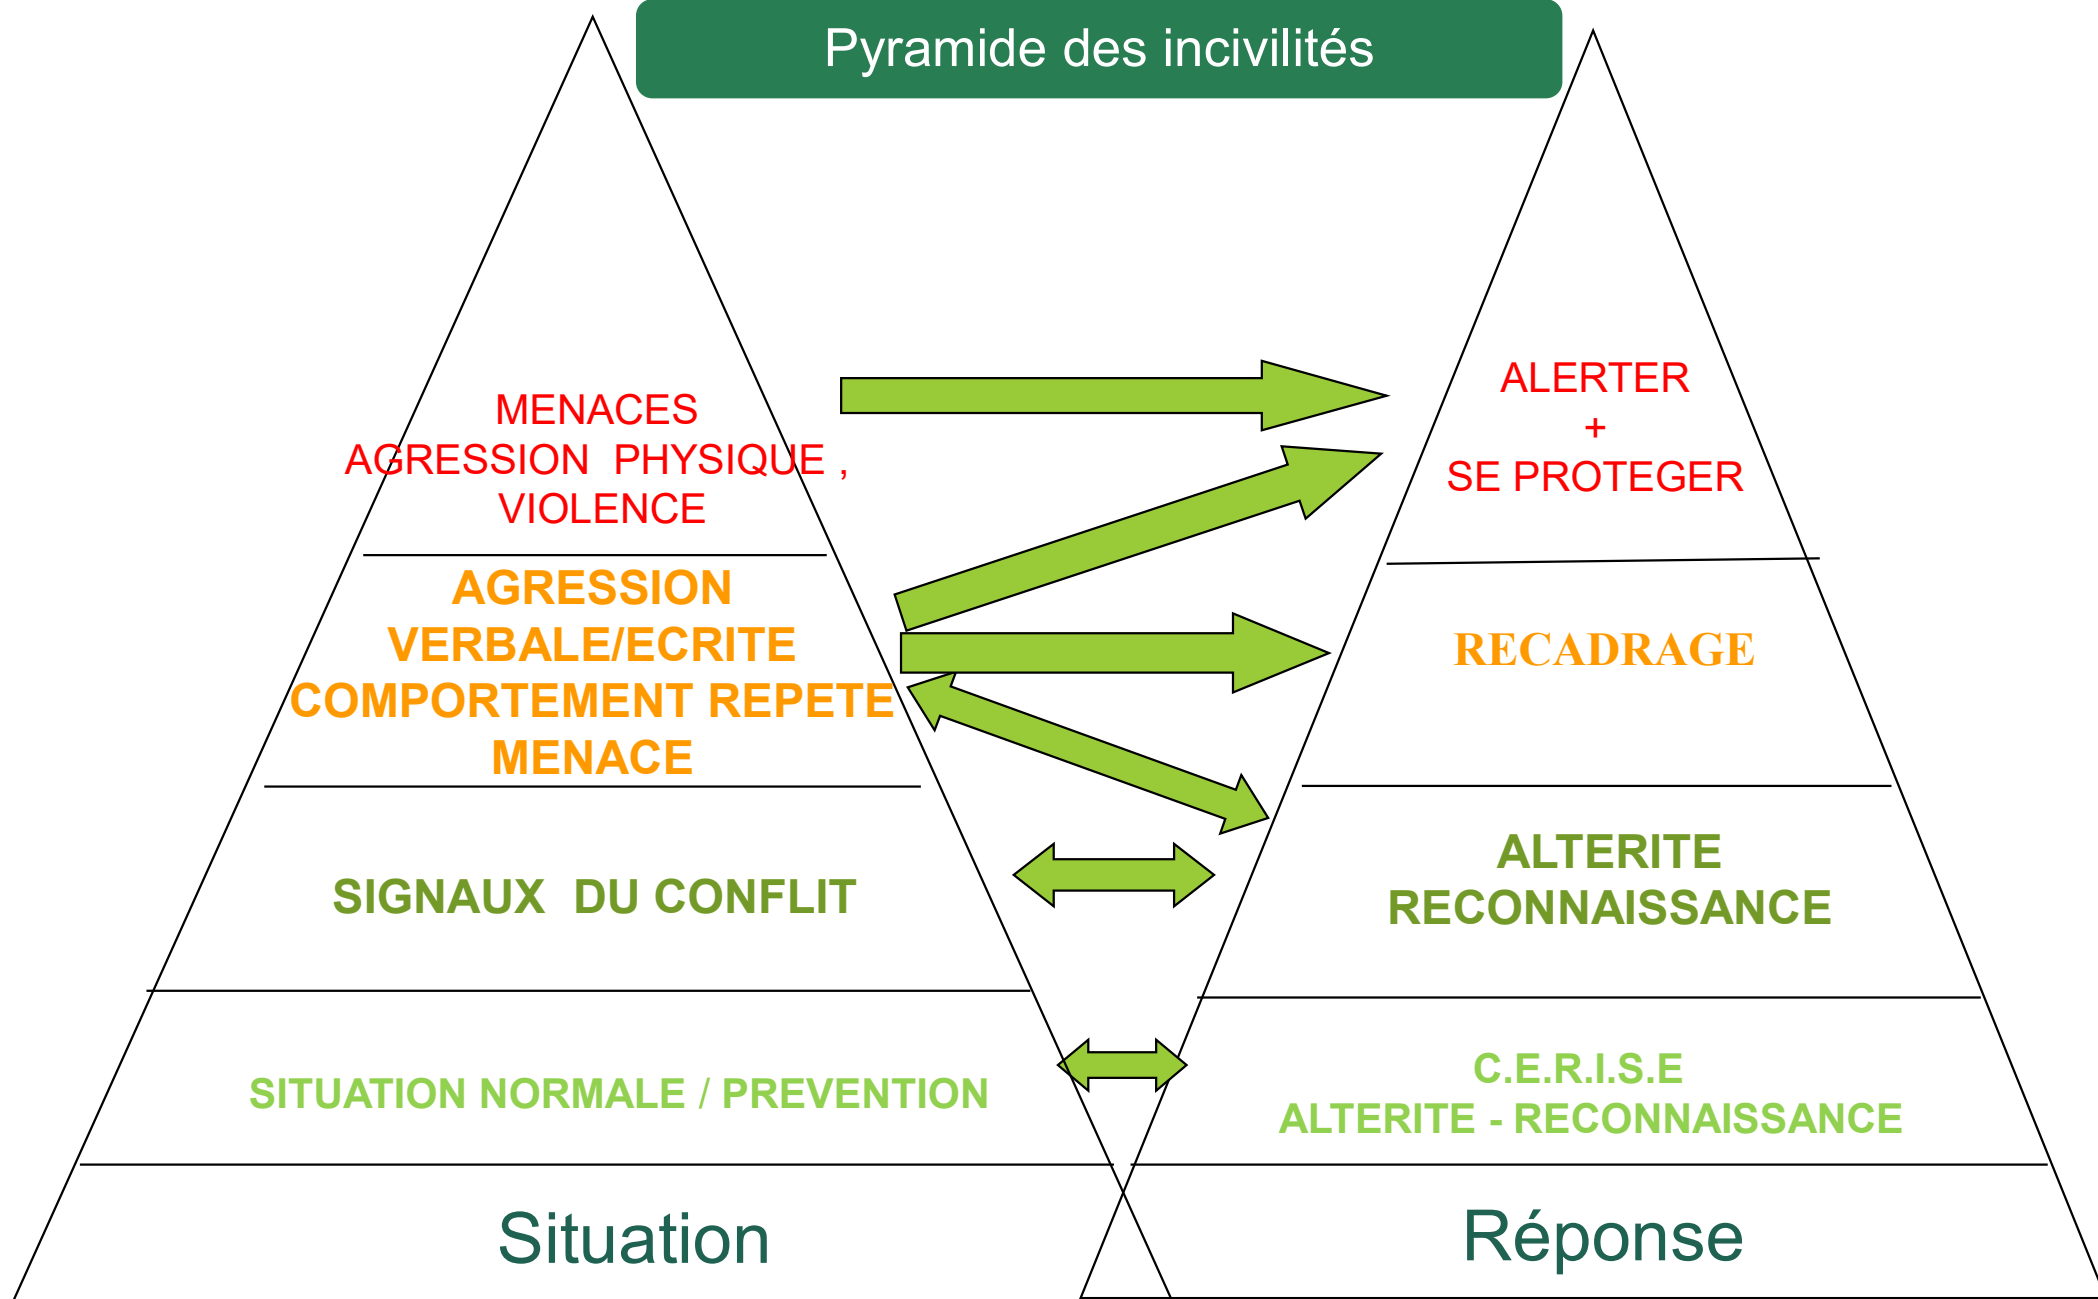 Pyramide des incivilités
MENACES
AGRESSION PHYSIQUE ,
VIOLENCE
AGRESSION
VERBALE/ECRITE
COMPORTEMENT REPETE
MENACE
SIGNAUX DU CONFLIT
SITUATION NORMALE / PREVENTION
Situation
ALERTER
+
SE PROTEGER
RECADRAGE
ALTERITE
RECONNAISSANCE
C.E.R.I.S.E
ALTERITE - RECONNAISSANCE
Réponse